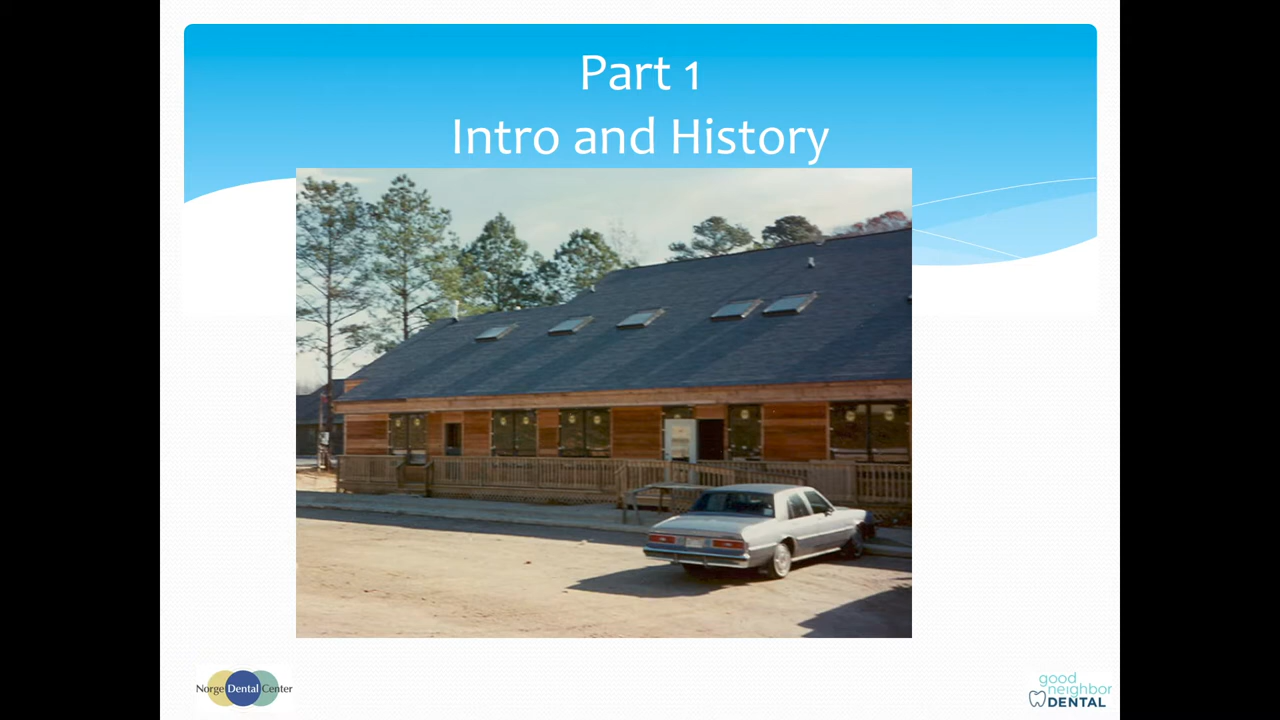 Part 1
Intro and History
Norge Dental Center
good
neighbor
DENTAL